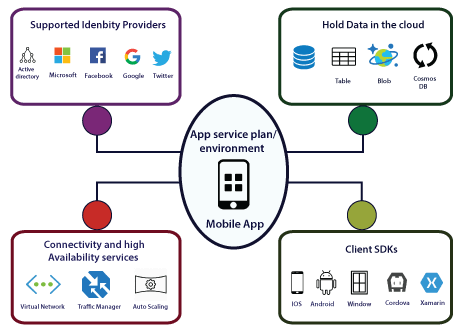 Supported Idenbity Providers
Active
directory
Microsoft
Facebook
Google
Twitter
Hold Data in the cloud
Table
Blob
Cosmos
DB
App service plan/
environment
Mobile App
Connectivity and high
Availability services
Virtual Network
Traffic Manager
Auto Scaling
Client SDKs
IOS
Android
Window
Cordova
Xamarin